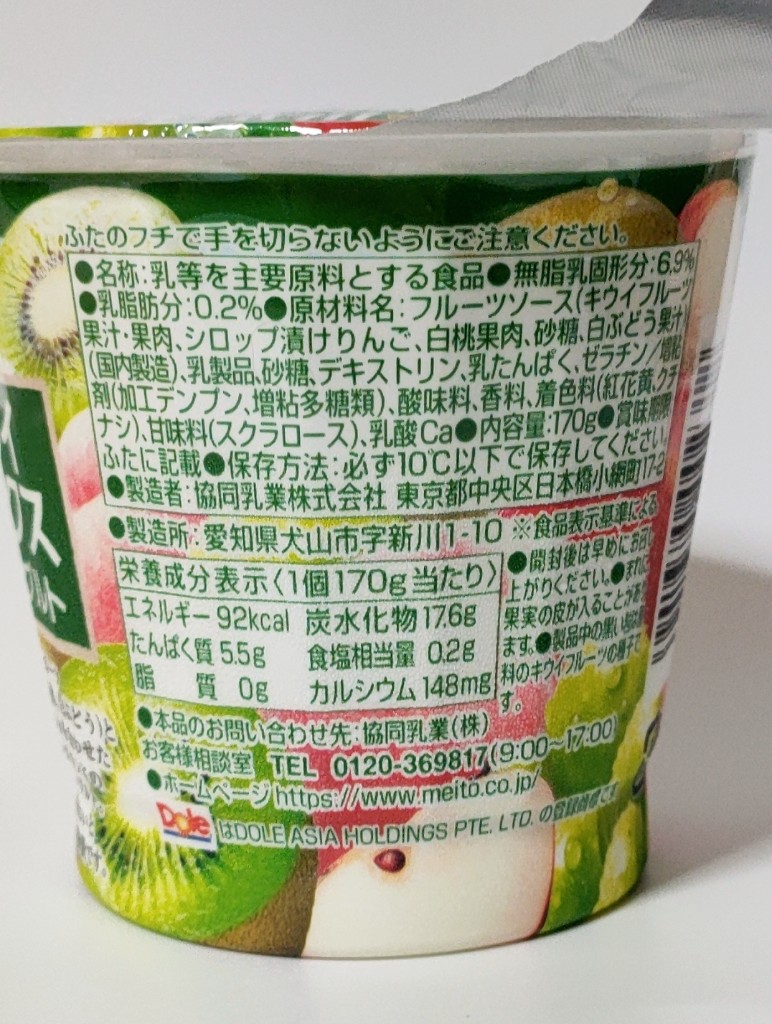 ふたのフチで手を切らないようにご注意ください。
●名称:乳等を主要原料とする食品●無脂乳固形分:6.9%
●乳脂肪分:0.2%●原材料名:フルーツソース(キウイフルーツ
果汁・果肉、シロップ漬けりんご、白桃果肉、砂糖、白ぶどう果汁)
(国内製造)、乳製品、砂糖、デキストリン、乳たんぱく、ゼラチン/増粘
剤(加工デンプン、増粘多糖類)、酸味料、香料、着色料(紅花黄、クチ
ナシ)、甘味料(スクラロース)、乳酸Ca●内容量:170g●賞味期限:
ふたに記載●保存方法:必ず10℃以下で保存してください。
●製造者:協同乳業株式会社 東京都中央区日本橋小網町17-2
●製造所:愛知県犬山市字新川1-10 ※食品表示基準による
栄養成分表示〈1個170g当たり〉
エネルギー 92kcal 炭水化物 17.6g
たんぱく質 5.5g 食塩相当量 0.2g
脂質 0g カルシウム 148mg
●開封後は早めにお召し
上がりください。●まれに
果実の皮が入ることがあり
ます。●製品中の黒い
料のキウイフルーツの種子で
す。
●本品のお問い合わせ先:協同乳業(株)
お客様相談室 TEL 0120-369817(9:00~17:00)
●ホームページ https://www.meito.co.jp/
Dole はDOLE ASIA HOLDINGS PTE. LTD. の登録商標です。
イ
クス